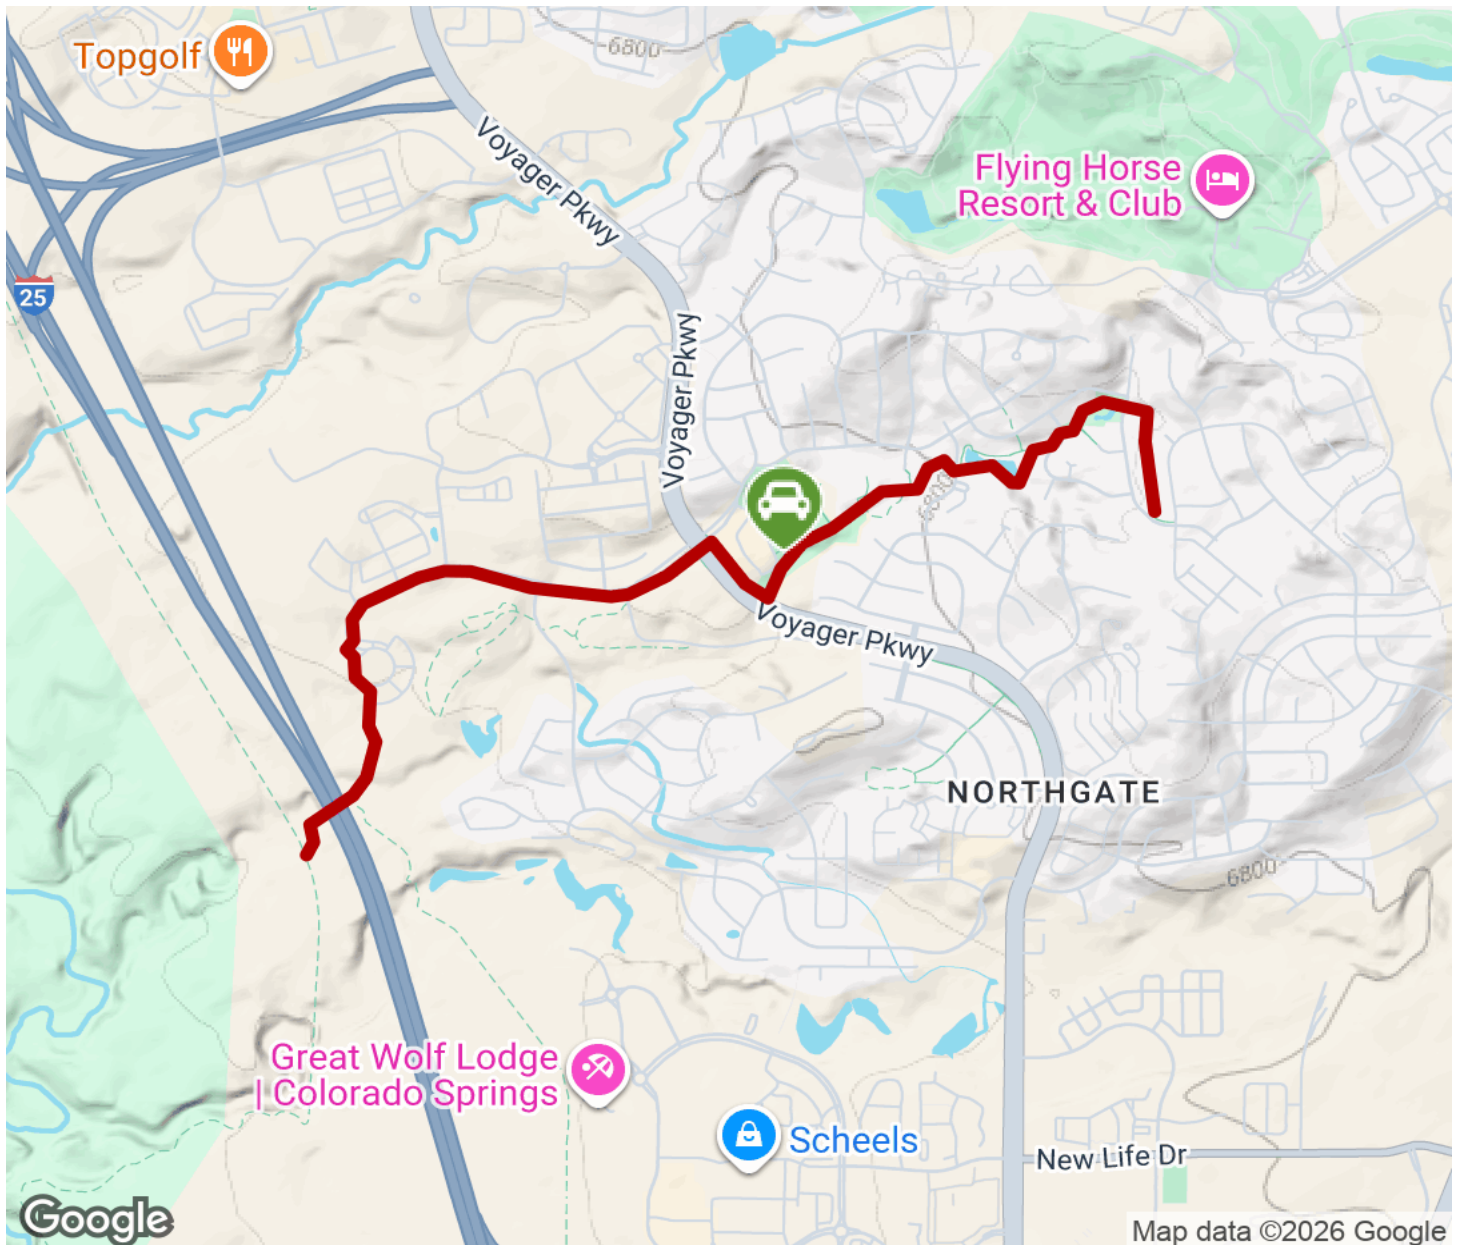 Topgolf
6800
Voyager Pkwy
Flying Horse
Resort & Club
25
Voyager Pkwy
6800
Voyager Pkwy
NORTHGATE
6800
Great Wolf Lodge
| Colorado Springs
Scheels
New Life Dr
Google
Map data ©2026 Google